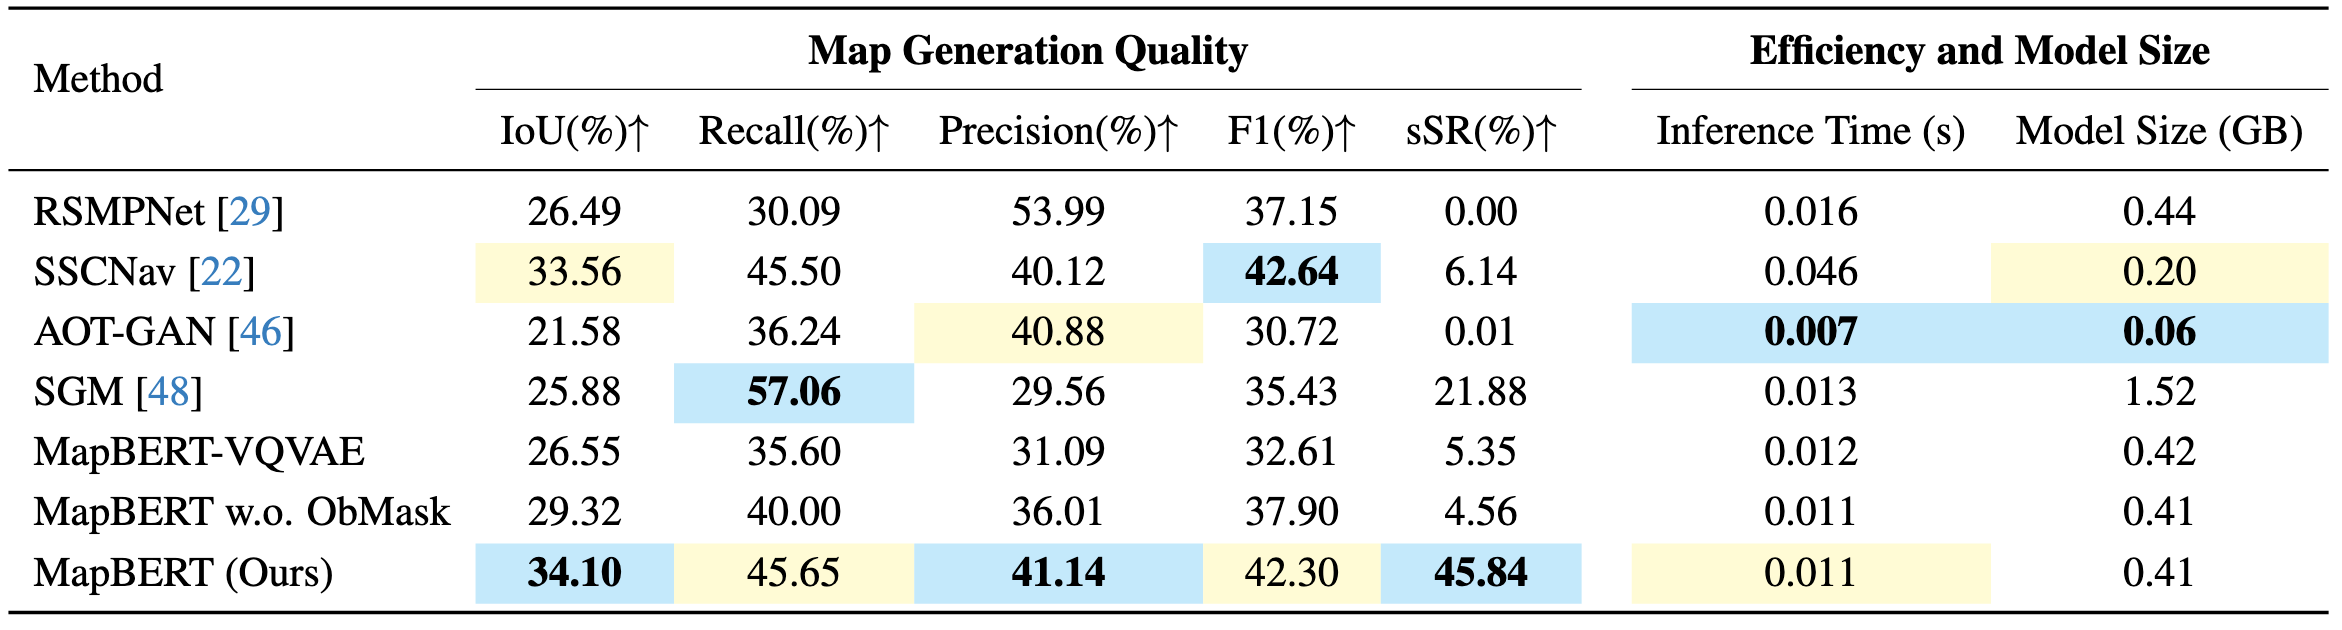 Method Map Generation Quality Efficiency and Model Size
IoU(%)↑ Recall(%)↑ Precision(%)↑ F1(%)↑ sSR(%)↑ Inference Time (s) Model Size (GB)
RSMPNet [29] 26.49 30.09 53.99 37.15 0.00 0.016 0.44
SSCNav [22] 33.56 45.50 40.12 42.64 6.14 0.046 0.20
AOT-GAN [46] 21.58 36.24 40.88 30.72 0.01 0.007 0.06
SGM [48] 25.88 57.06 29.56 35.43 21.88 0.013 1.52
MapBERT-VQVAE 26.55 35.60 31.09 32.61 5.35 0.012 0.42
MapBERT w.o. ObMask 29.32 40.00 36.01 37.90 4.56 0.011 0.41
MapBERT (Ours) 34.10 45.65 41.14 42.30 45.84 0.011 0.41